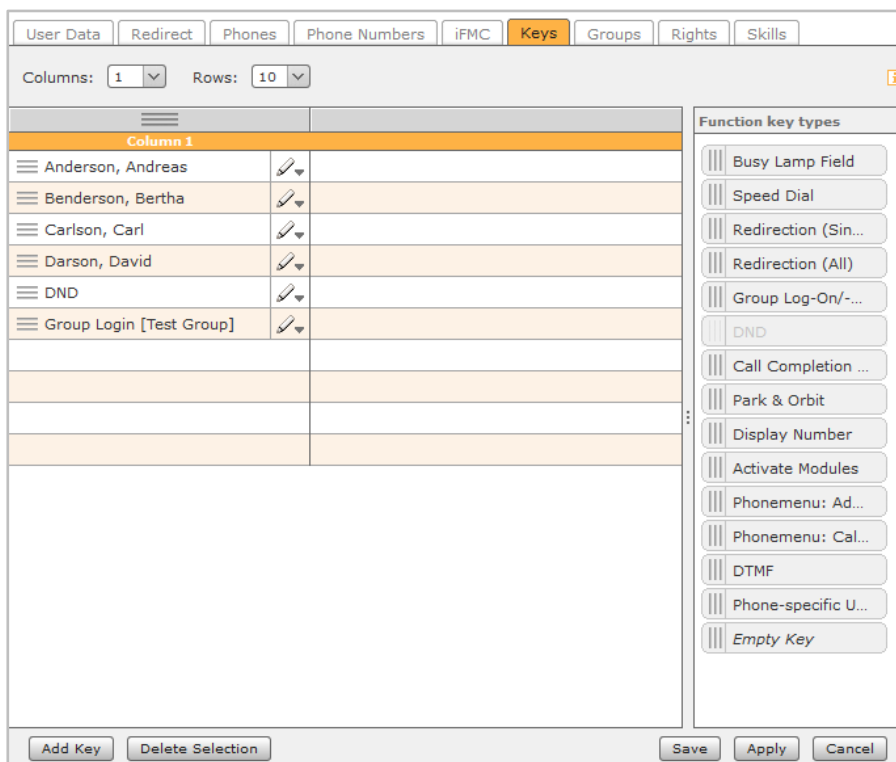 User Data Redirect Phones Phone Numbers iFMC Keys Groups Rights Skills
Columns: 1 Rows: 10
Function key types
Column 1
Anderson, Andreas
Benderson, Bertha
Carlson, Carl
Darson, David
DND
Group Login [Test Group]
Busy Lamp Field
Speed Dial
Redirection (Sin...
Redirection (All)
Group Log-On/-...
DND
Call Completion ...
Park & Orbit
Display Number
Activate Modules
Phonemenu: Ad...
Phonemenu: Cal...
DTMF
Phone-specific U...
Empty Key
Add Key Delete Selection Save Apply Cancel